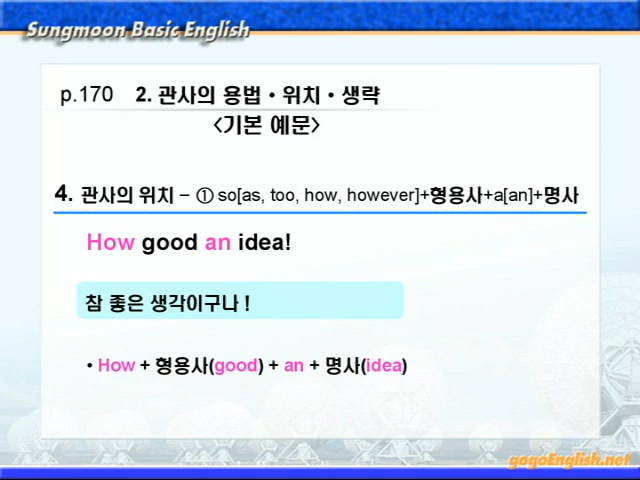 Sungmoon Basic English
p.170 2. 관사의 용법・위치・생략
<기본 예문>
4. 관사의 위치 – ① so[as, too, how, however]+형용사+a[an]+명사
How good an idea!
참 좋은 생각이구나 !
• How + 형용사(good) + an + 명사(idea)
gogoEnglish.net